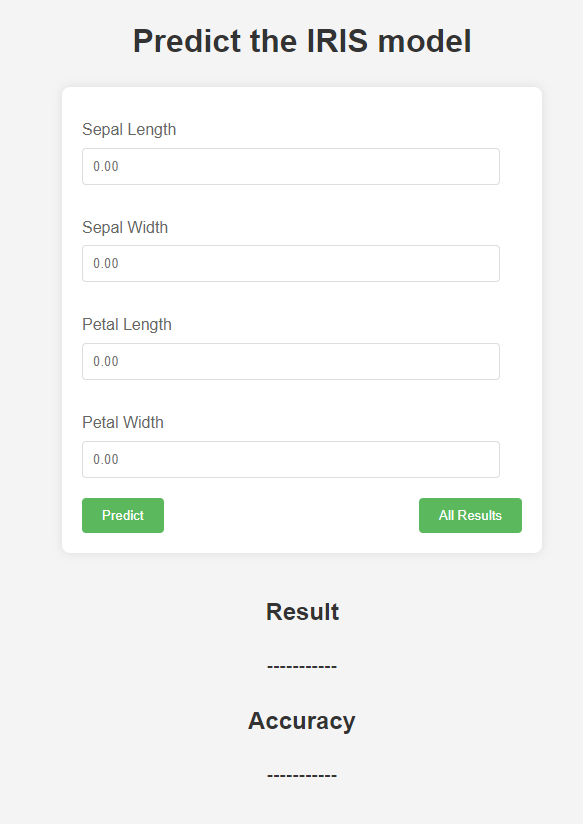 Predict the IRIS model
Sepal Length
0.00
Sepal Width
0.00
Petal Length
0.00
Petal Width
0.00
Predict All Results
Result
-----------
Accuracy
-----------